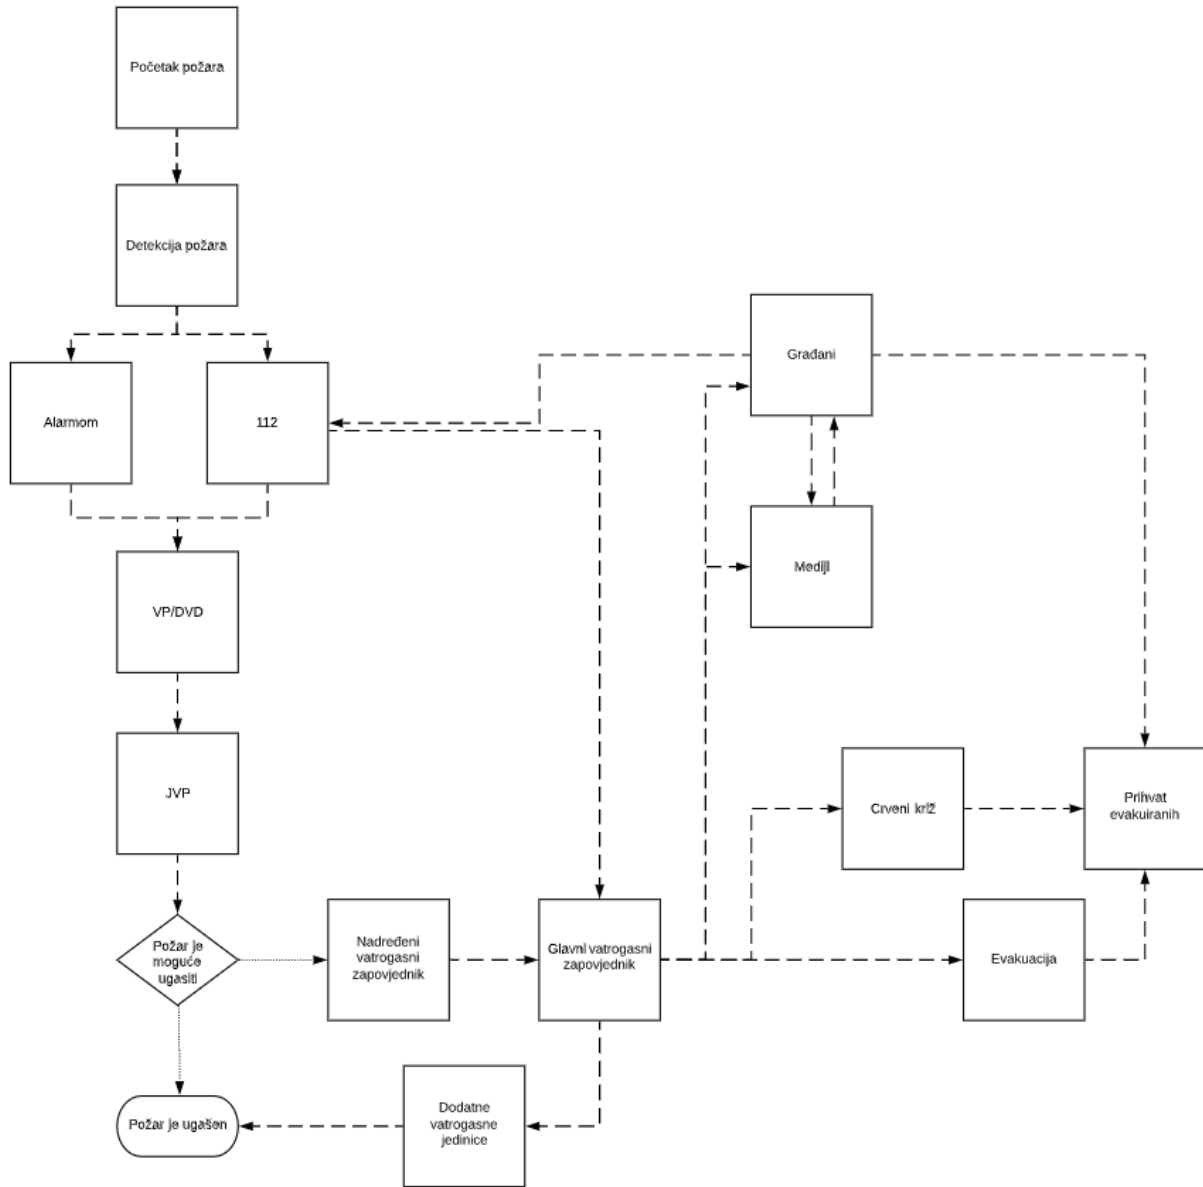 Početak požara
Detekcija požara
Građani
Alarmom
112
Mediji
VP/DVD
JVP
Crveni križ
Prihvat
evakuiranih
Požar je
moguće
ugasiti
Nadređeni
vatrogasni
zapovjednik
Glavni vatrogasni
zapovjednik
Evakuacija
Požar je ugašen
Dodatne
vatrogasne
jedinice